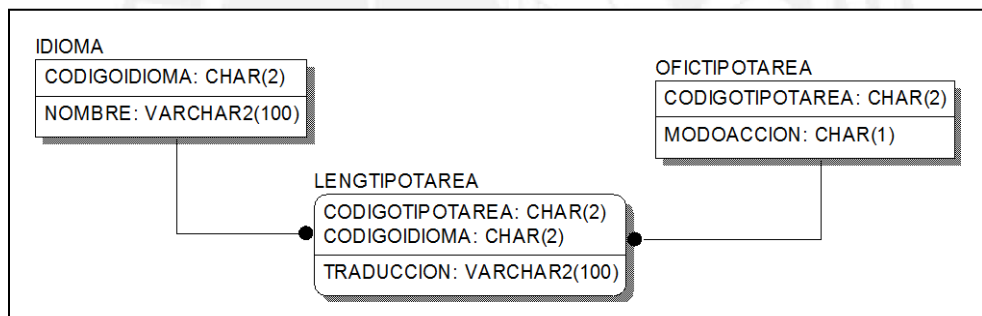 IDIOMA
CODIGOIDIOMA: CHAR(2)
NOMBRE: VARCHAR2(100)
OFICTIPOTAREA
CODIGOTIPOTAREA: CHAR(2)
MODOACCION: CHAR(1)
LENGTIPOTAREA
CODIGOTIPOTAREA: CHAR(2)
CODIGOIDIOMA: CHAR(2)
TRADUCCION: VARCHAR2(100)